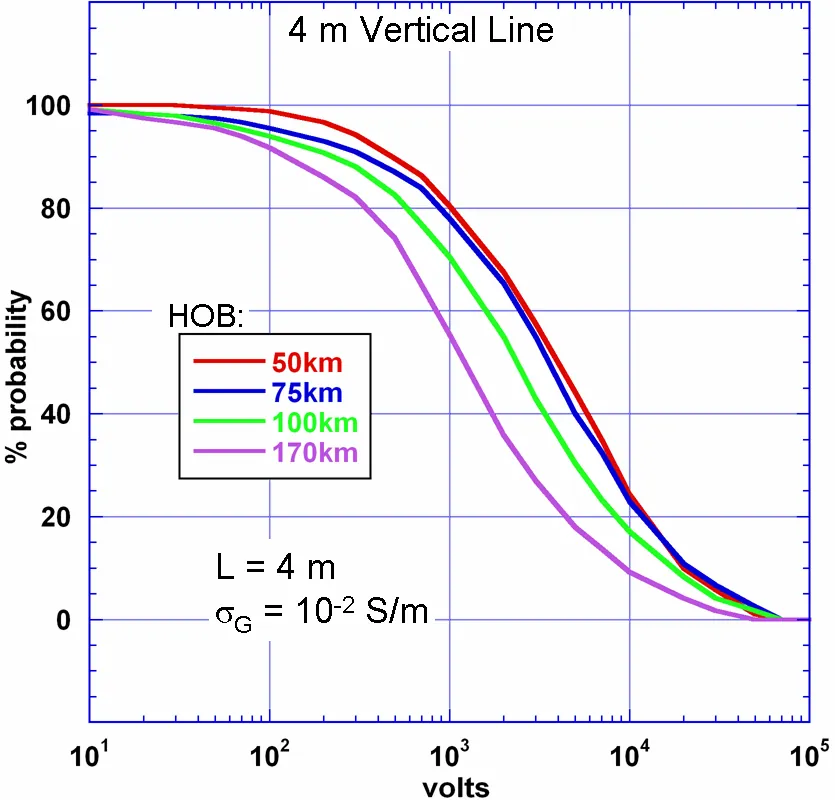 4 m Vertical Line
100
80
60
40
20
0
% probability
HOB:
50km
75km
100km
170km
L = 4 m
σG = 10-2 S/m
101
102
103
104
105
volts